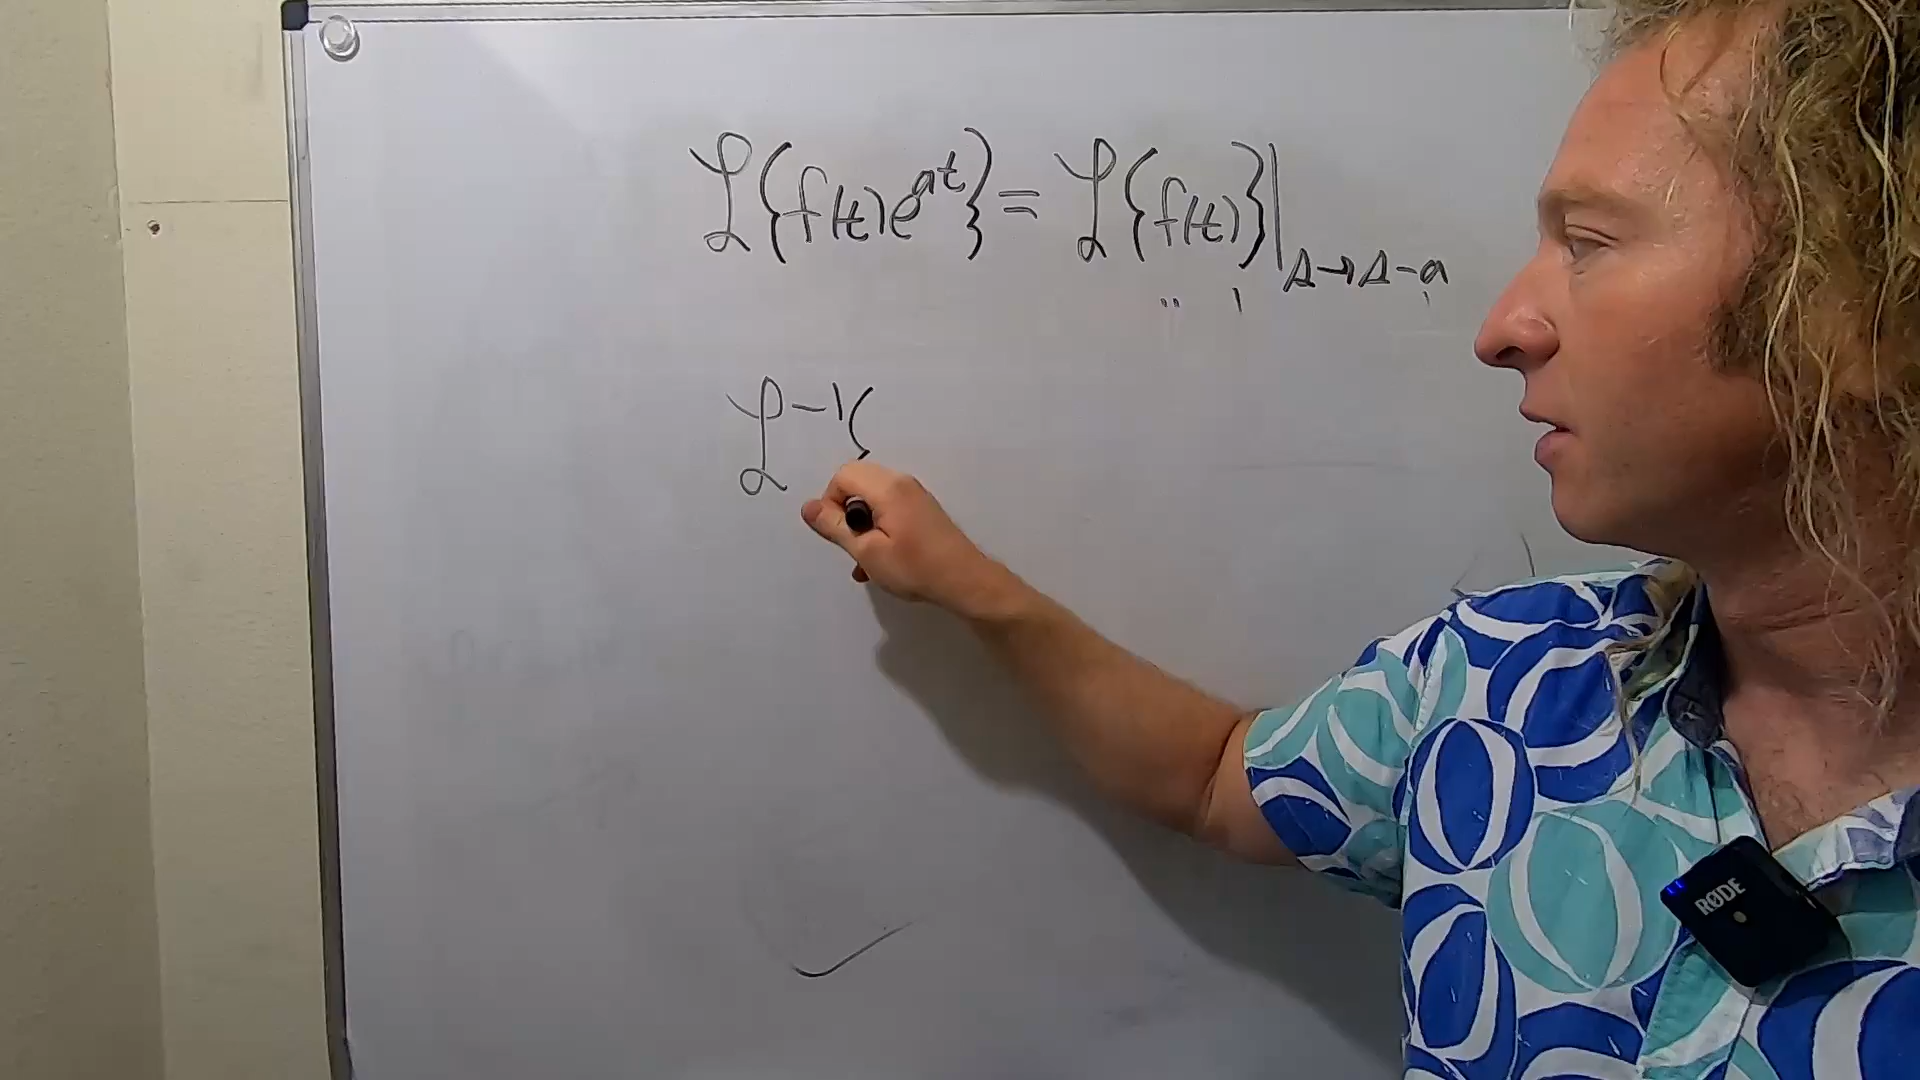 ℒ{f(t)e^{at}} = ℒ{f(t)}|_{s→s-a}
ℒ^{-1}{
RØDE